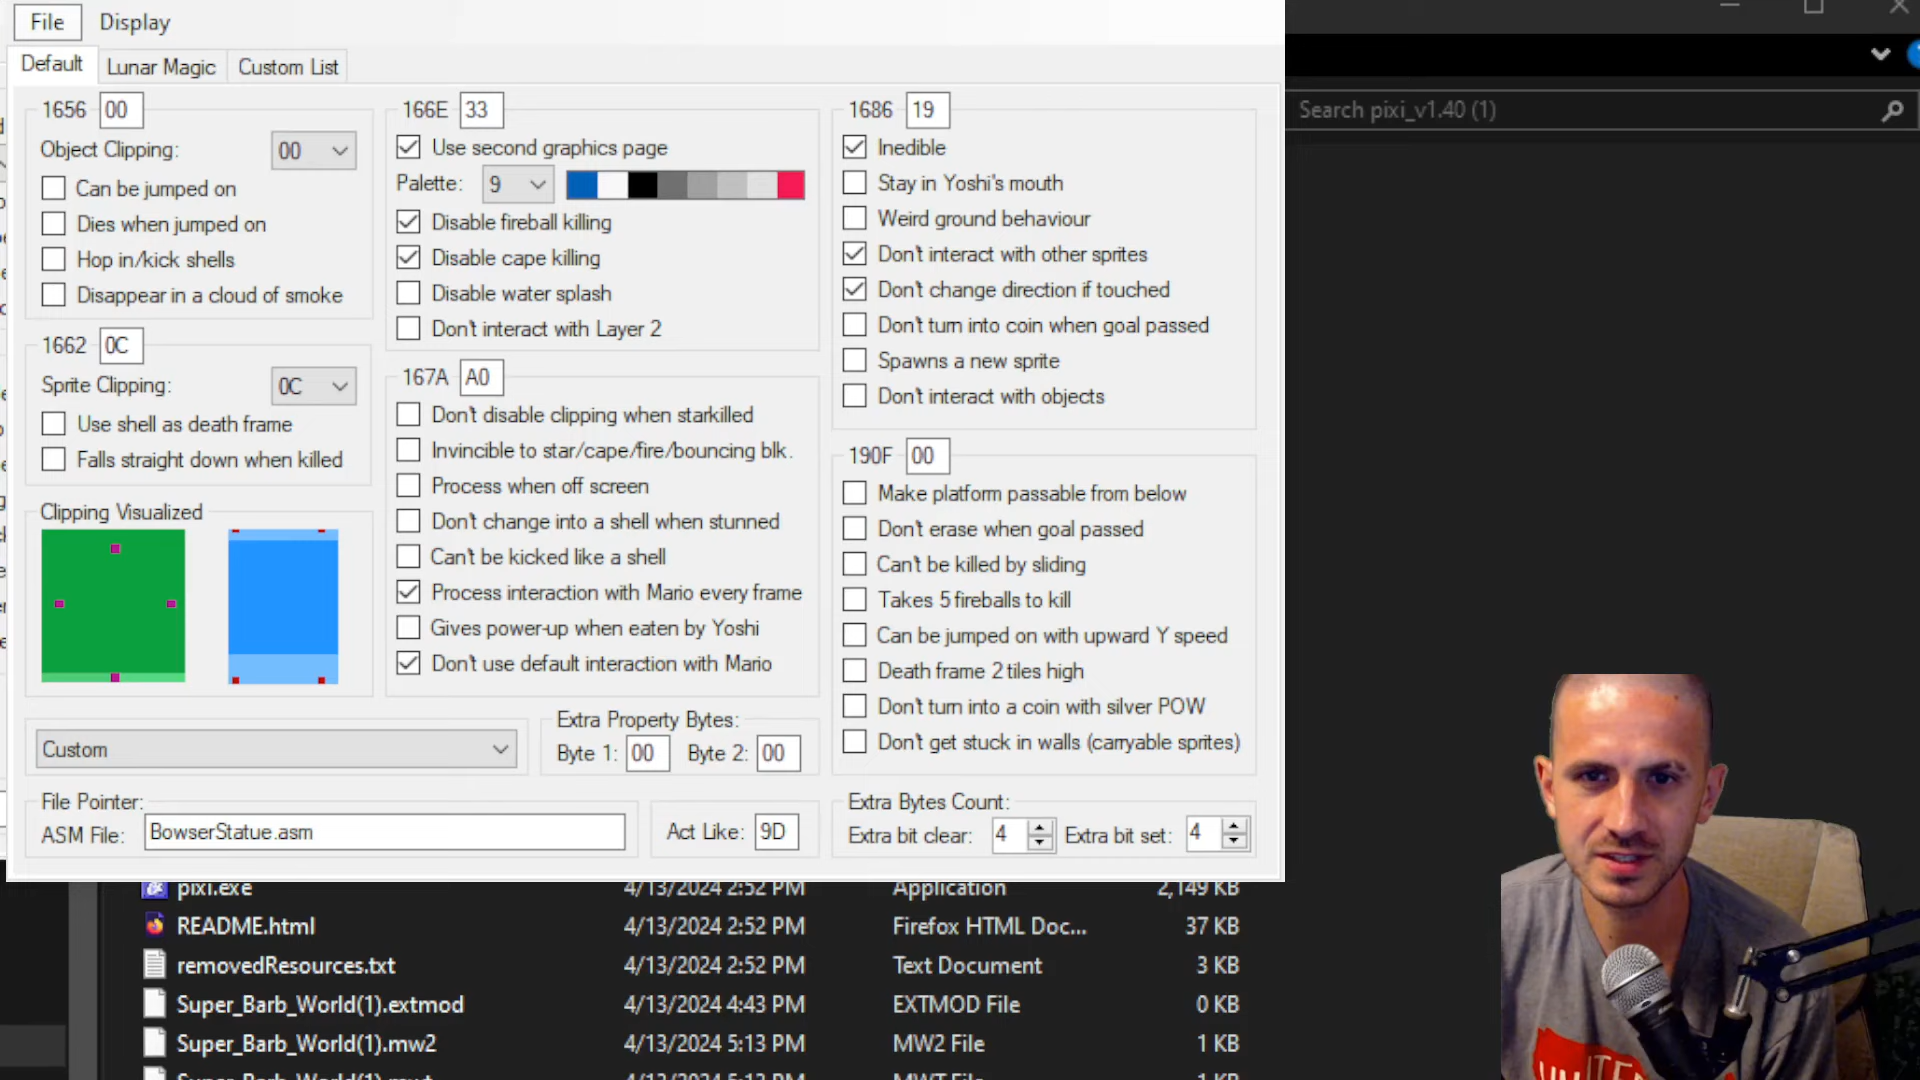 File Display
Default Lunar Magic Custom List
Search pixi_v1.40 (1)
1656 00
Object Clipping: 00
Can be jumped on
Dies when jumped on
Hop in/kick shells
Disappear in a cloud of smoke
1662 0C
Sprite Clipping: 0C
Use shell as death frame
Falls straight down when killed
Clipping Visualized
166E 33
Use second graphics page
Palette: 9
Disable fireball killing
Disable cape killing
Disable water splash
Don't interact with Layer 2
167A A0
Don't disable clipping when starkilled
Invincible to star/cape/fire/bouncing blk.
Process when off screen
Don't change into a shell when stunned
Can't be kicked like a shell
Process interaction with Mario every frame
Gives power-up when eaten by Yoshi
Don't use default interaction with Mario
1686 19
Inedible
Stay in Yoshi's mouth
Weird ground behaviour
Don't interact with other sprites
Don't change direction if touched
Don't turn into coin when goal passed
Spawns a new sprite
Don't interact with objects
190F 00
Make platform passable from below
Don't erase when goal passed
Can't be killed by sliding
Takes 5 fireballs to kill
Can be jumped on with upward Y speed
Death frame 2 tiles high
Don't turn into a coin with silver POW
Don't get stuck in walls (carryable sprites)
Custom
Extra Property Bytes:
Byte 1: 00 Byte 2: 00
File Pointer:
ASM File: BowserStatue.asm
Act Like: 9D
Extra Bytes Count:
Extra bit clear: 4 Extra bit set: 4
pixi.exe 4/13/2024 2:52 PM Application 2,149 KB
README.html 4/13/2024 2:52 PM Firefox HTML Doc... 37 KB
removedResources.txt 4/13/2024 2:52 PM Text Document 3 KB
Super_Barb_World(1).extmod 4/13/2024 4:43 PM EXTMOD File 0 KB
Super_Barb_World(1).mw2 4/13/2024 5:13 PM MW2 File 1 KB